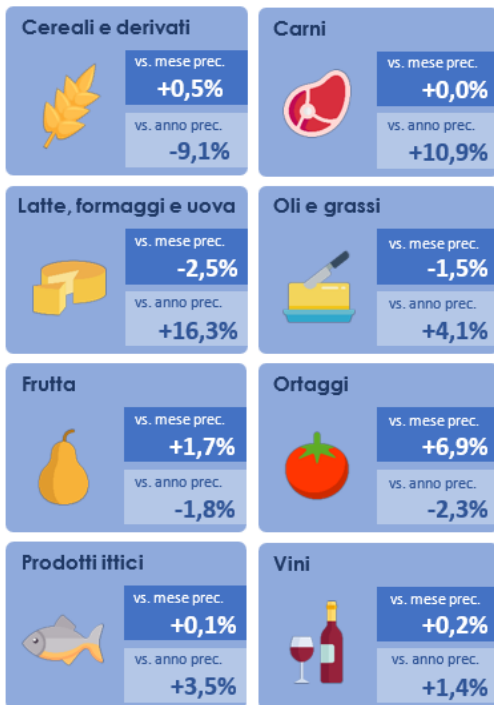 Cereali e derivati
vs. mese prec.
+0,5%
vs. anno prec.
-9,1%
Carni
vs. mese prec.
+0,0%
vs. anno prec.
+10,9%
Latte, formaggi e uova
vs. mese prec.
-2,5%
vs. anno prec.
+16,3%
Oli e grassi
vs. mese prec.
-1,5%
vs. anno prec.
+4,1%
Frutta
vs. mese prec.
+1,7%
vs. anno prec.
-1,8%
Ortaggi
vs. mese prec.
+6,9%
vs. anno prec.
-2,3%
Prodotti ittici
vs. mese prec.
+0,1%
vs. anno prec.
+3,5%
Vini
vs. mese prec.
+0,2%
vs. anno prec.
+1,4%